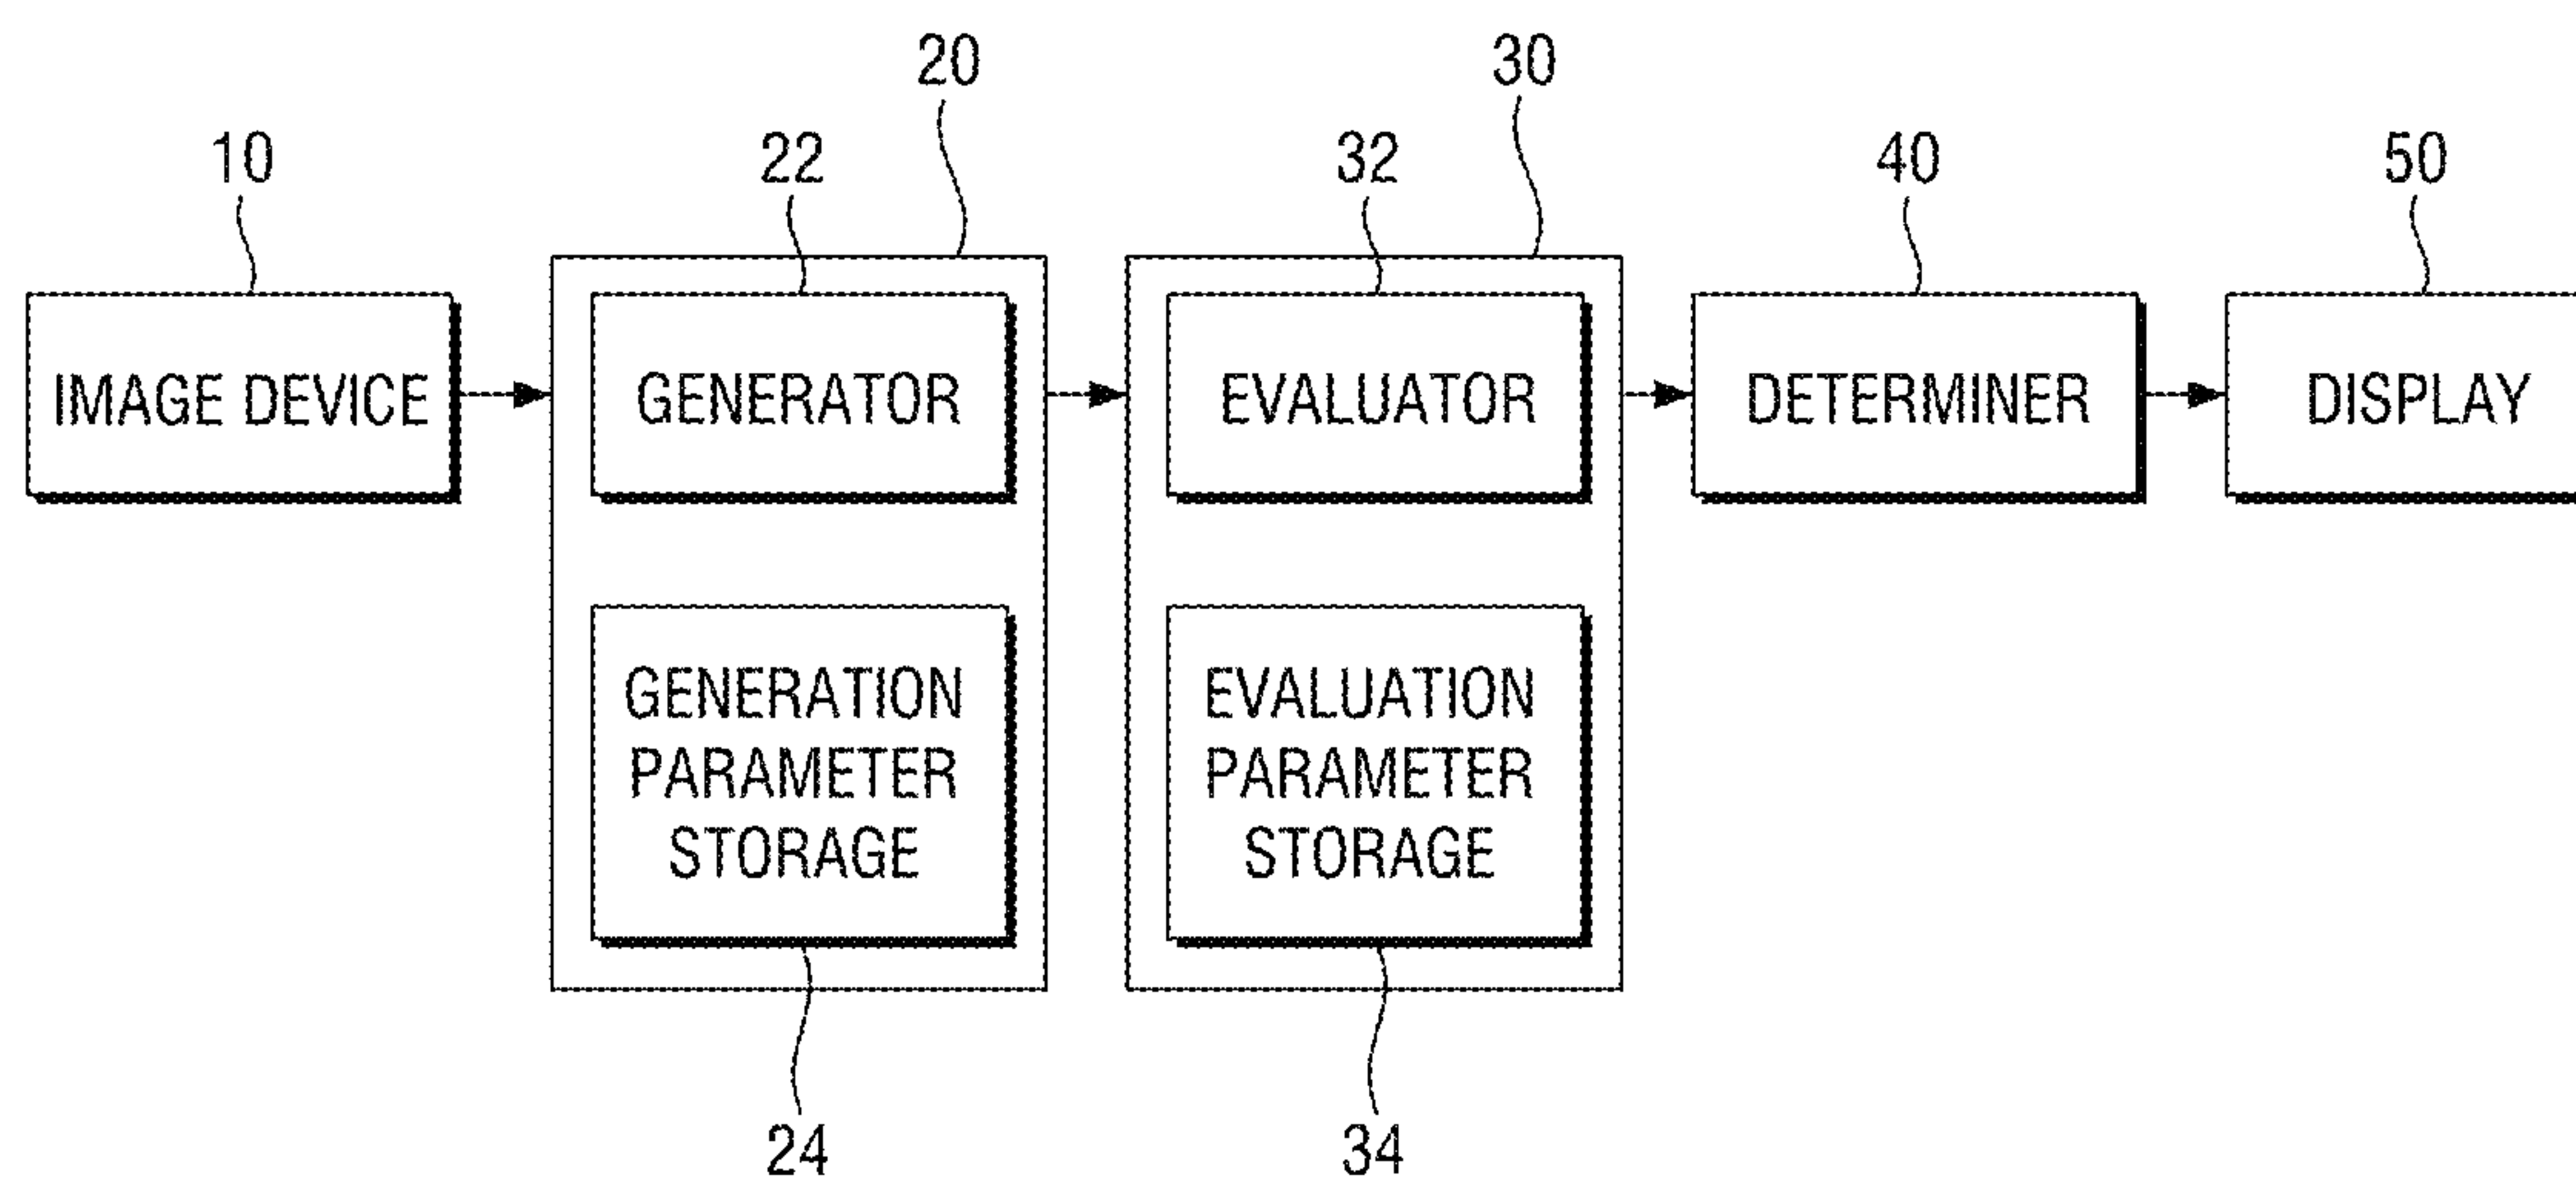 20
30
10
22
32
40
50
IMAGE DEVICE
GENERATOR
EVALUATOR
DETERMINER
DISPLAY
GENERATION
PARAMETER
STORAGE
EVALUATION
PARAMETER
STORAGE
24
34